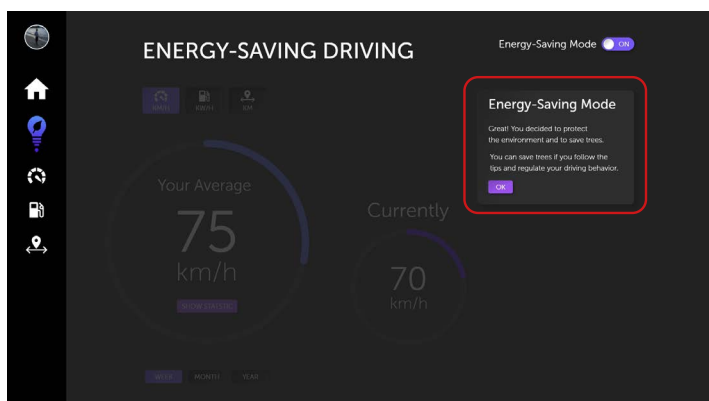 ENERGY-SAVING DRIVING
Energy-Saving Mode ON
KM/H KW/H KM
Energy-Saving Mode
Great! You decided to protect
the environment and to save trees.
You can save trees if you follow the
tips and regulate your driving behavior.
OK
Your Average
75
km/h
SHOW STATISTIC
Currently
70
km/h
WEEK MONTH YEAR